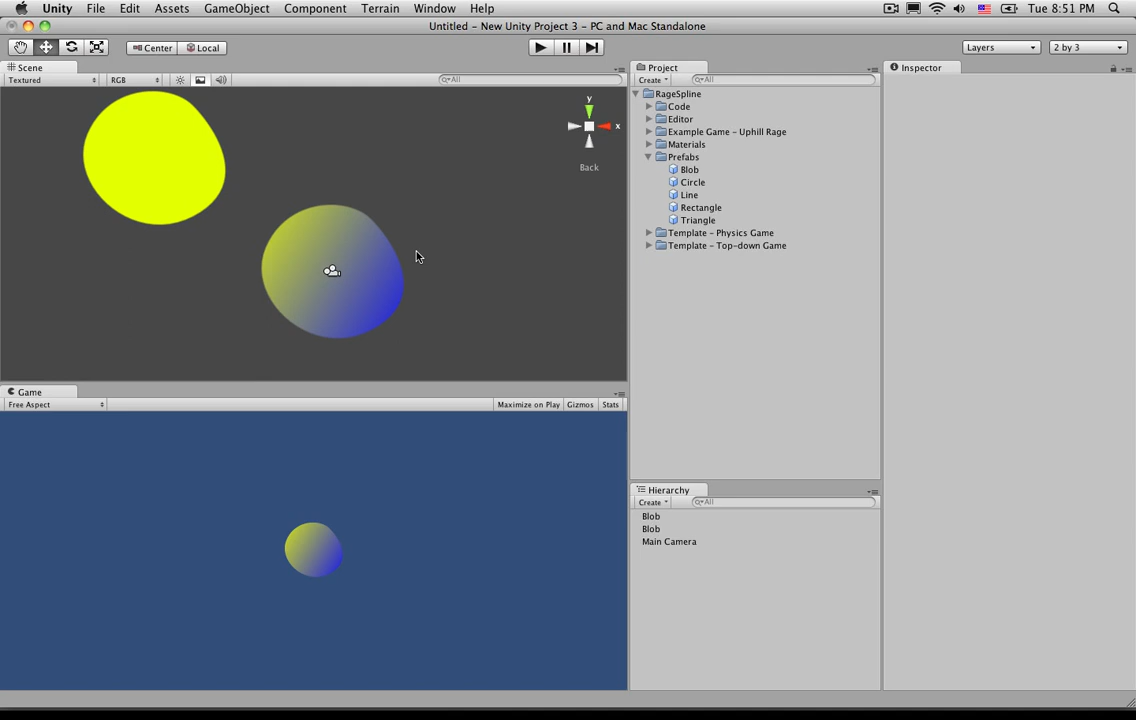 Unity File Edit Assets GameObject Component Terrain Window Help Tue 8:51 PM
Untitled - New Unity Project 3 - PC and Mac Standalone
Center Local Layers 2 by 3
Scene
Textured RGB All
y
x
Back
Game
Free Aspect Maximize on Play Gizmos Stats
Project
Create All
RageSpline
Code
Editor
Example Game - Uphill Rage
Materials
Prefabs
Blob
Circle
Line
Rectangle
Triangle
Template - Physics Game
Template - Top-down Game
Hierarchy
Create All
Blob
Blob
Main Camera
Inspector